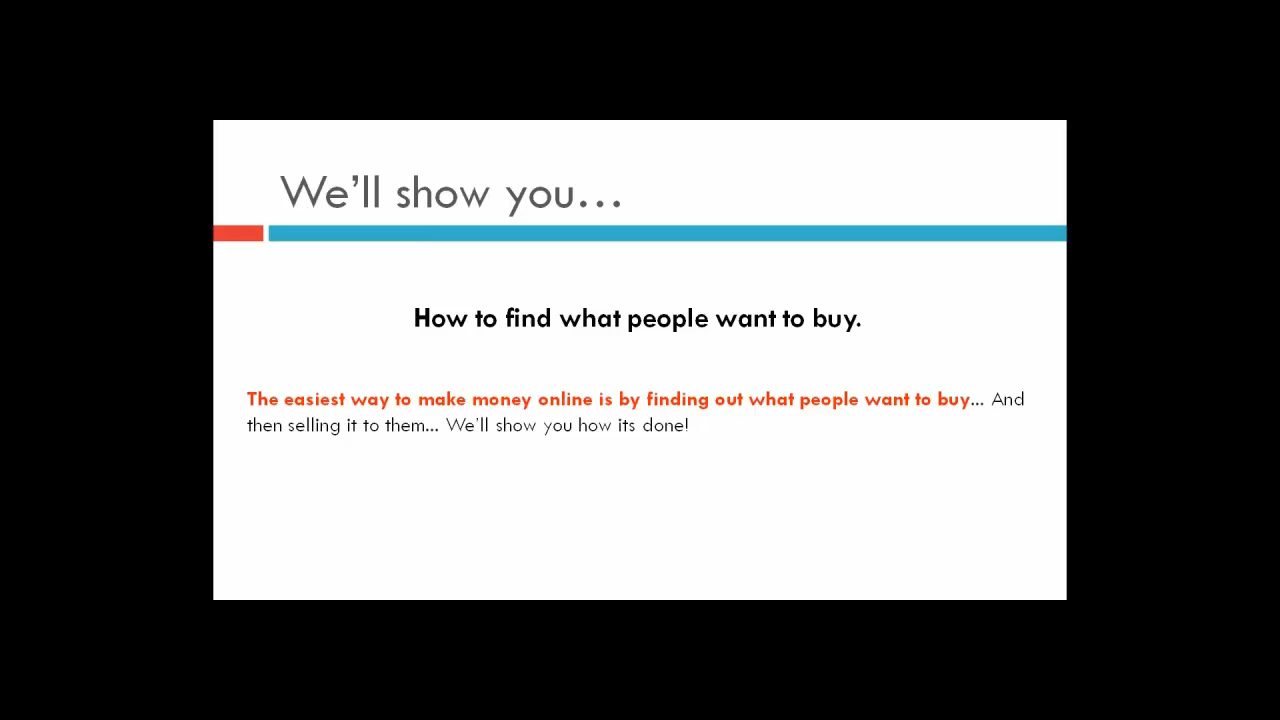 We'll show you...
How to find what people want to buy.
The easiest way to make money online is by finding out what people want to buy... And
then selling it to them... We'll show you how its done!